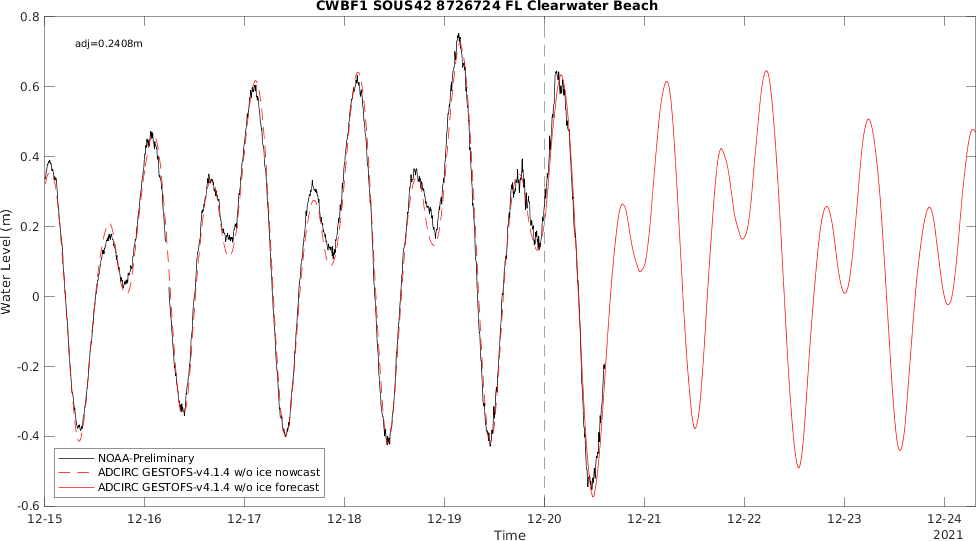 CWBF1 SOUS42 8726724 FL Clearwater Beach
adj=0.2408m
0.8
0.6
0.4
0.2
0
-0.2
-0.4
-0.6
Water Level (m)
NOAA-Preliminary
ADCIRC GESTOFS-v4.1.4 w/o ice nowcast
ADCIRC GESTOFS-v4.1.4 w/o ice forecast
12-15 12-16 12-17 12-18 12-19 12-20 12-21 12-22 12-23 12-24
Time
2021